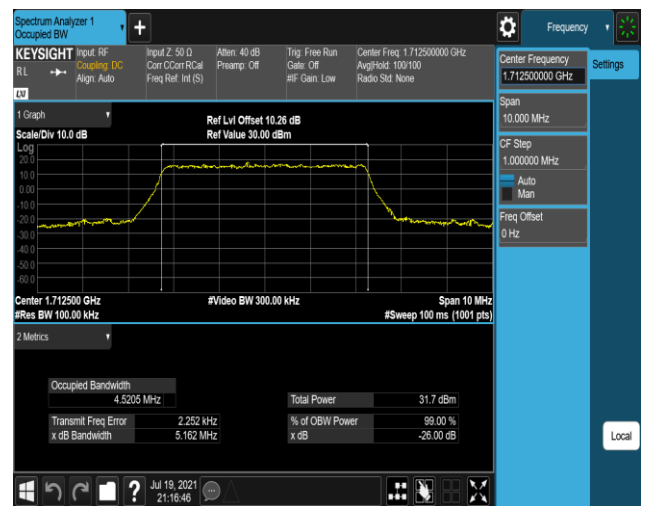 Spectrum Analyzer 1
Occupied BW
+
Frequency
KEYSIGHT
Input: RF
Coupling: DC
Align: Auto
RL
LXI
Input Z: 50 Ω
Corr CCorr RCal
Freq Ref: Int (S)
Atten: 40 dB
Preamp: Off
Trig: Free Run
Gate: Off
#IF Gain: Low
Center Freq: 1.712500000 GHz
Avg|Hold: 100/100
Radio Std: None
Center Frequency
1.712500000 GHz
Settings
Span
10.000 MHz
CF Step
1.000000 MHz
Auto
Man
Freq Offset
0 Hz
1 Graph
Scale/Div 10.0 dB
Ref Lvl Offset 10.26 dB
Ref Value 30.00 dBm
Log
20.0
10.0
0.00
-10.0
-20.0
-30.0
-40.0
-50.0
-60.0
Center 1.712500 GHz
#Video BW 300.00 kHz
Span 10 MHz
#Res BW 100.00 kHz
#Sweep 100 ms (1001 pts)
2 Metrics
Occupied Bandwidth
4.5205 MHz
Total Power 31.7 dBm
Transmit Freq Error 2.252 kHz
% of OBW Power 99.00 %
x dB Bandwidth 5.162 MHz
x dB -26.00 dB
Local
?
Jul 19, 2021
21:16:46